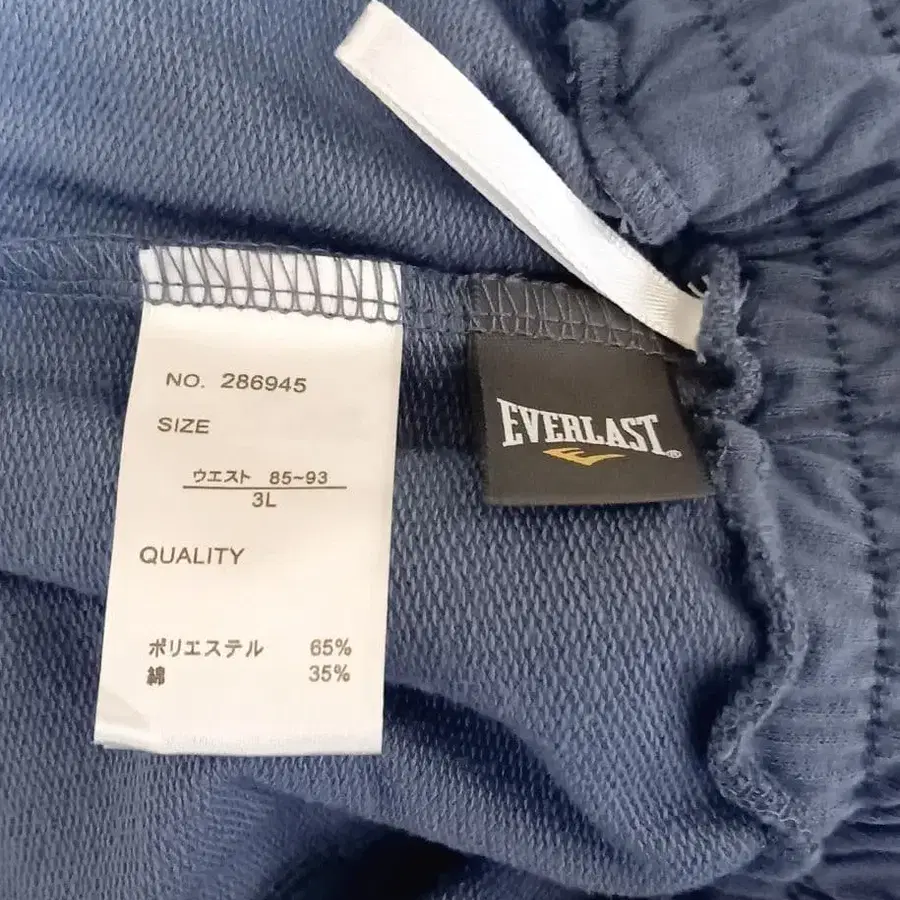 NO. 286945
SIZE
ウエスト 85~93
3L
QUALITY
ポリエステル 65%
綿 35%
EVERLAST®